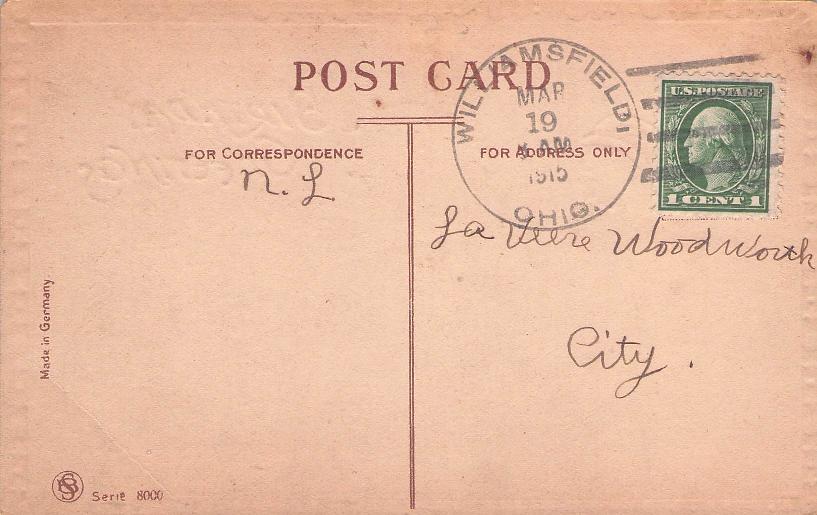 POST CARD
FOR CORRESPONDENCE
FOR ADDRESS ONLY
WILLIAMSFIELD,
MAR
19
AM
1915
OHIO.
U.S. POSTAGE
1 CENT 1
N. L.
La Vere Woodworth
City.
Made in Germany.
Serie 8000